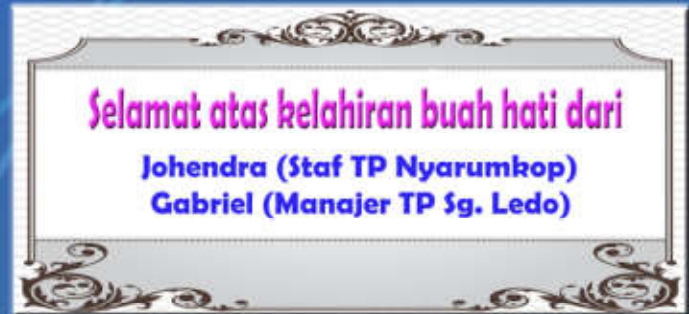 Selamat atas kelahiran buah hati dari
Johendra (Staf TP Nyarumkop)
Gabriel (Manajer TP Sg. Ledo)